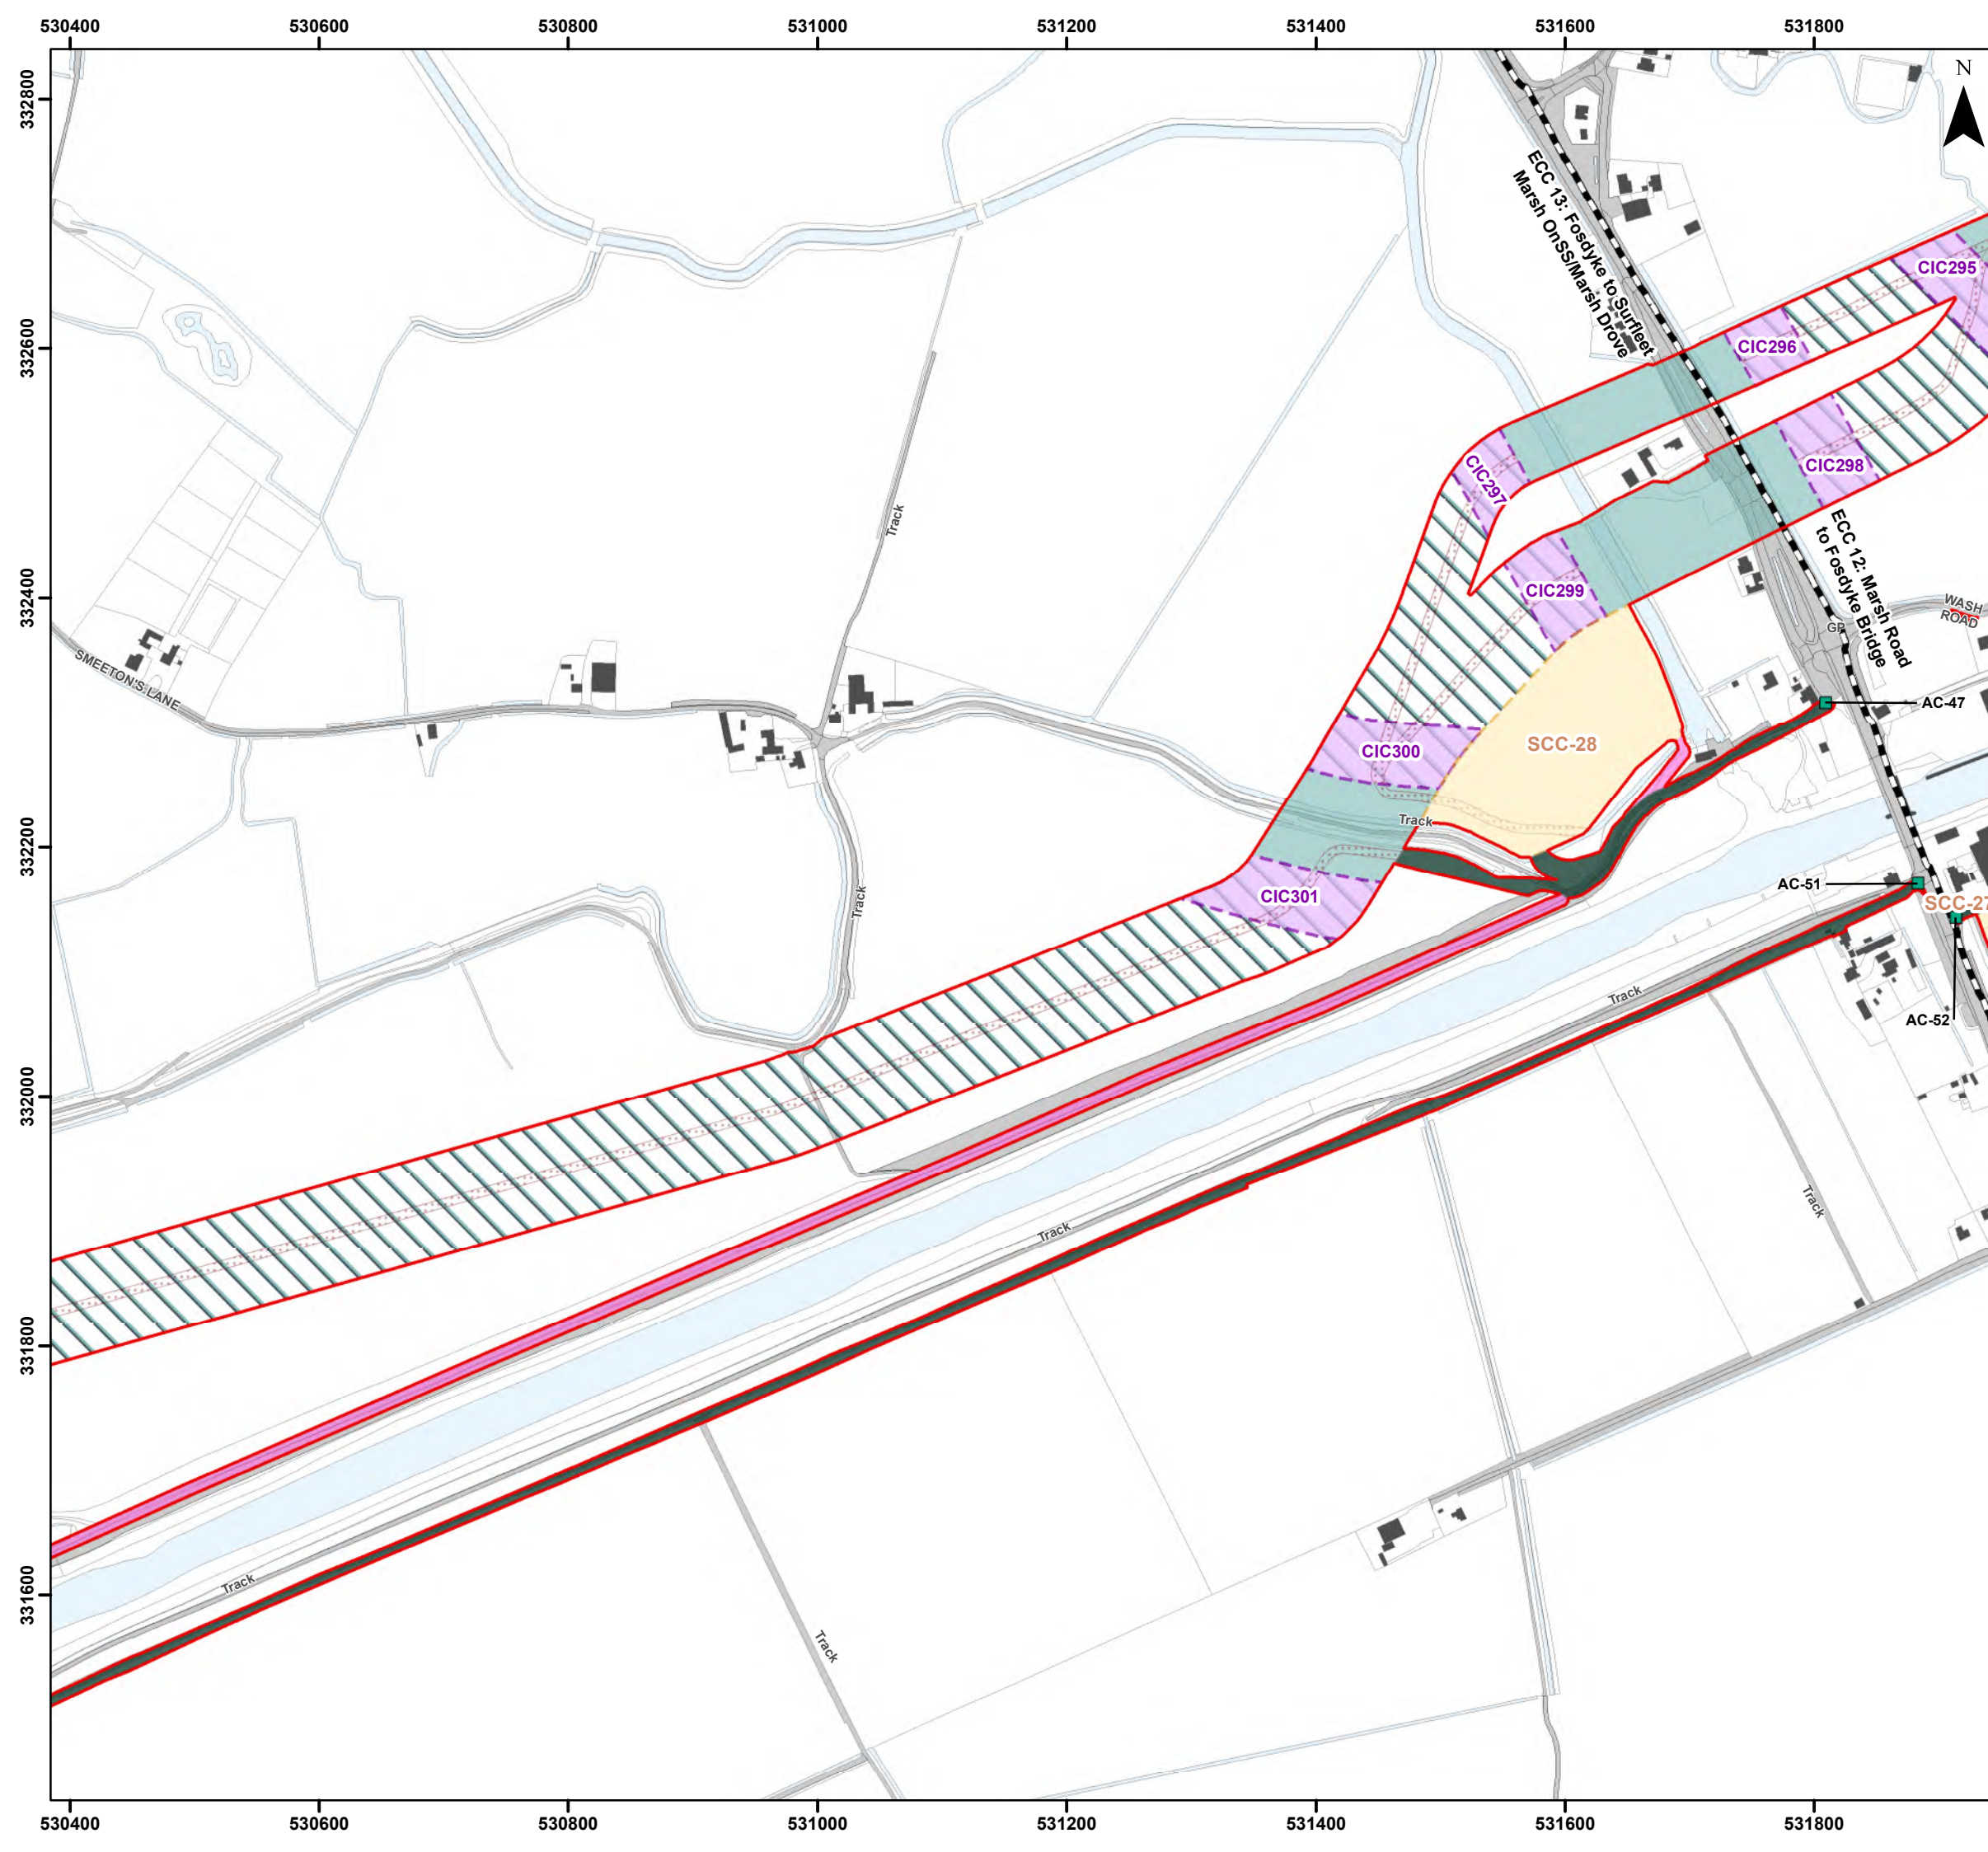 530400 530600 530800 531000 531200 531400 531600 531800
N
332800
332600
332400
332200
332000
331800
331600
ECC 13: Fosdyke to Surfleet
Marsh OnSS/Marsh Drove
CIC295
CIC296
CIC297
CIC298
ECC 12: Marsh Road
to Fosdyke Bridge
Track
CIC299
WASH
ROAD
GP
SMEETON'S LANE
AC-47
SCC-28
CIC300
Track
AC-51
CIC301
Track
SCC-27
Track
AC-52
Track
Track
Track
Track
530400 530600 530800 531000 531200 531400 531600 531800